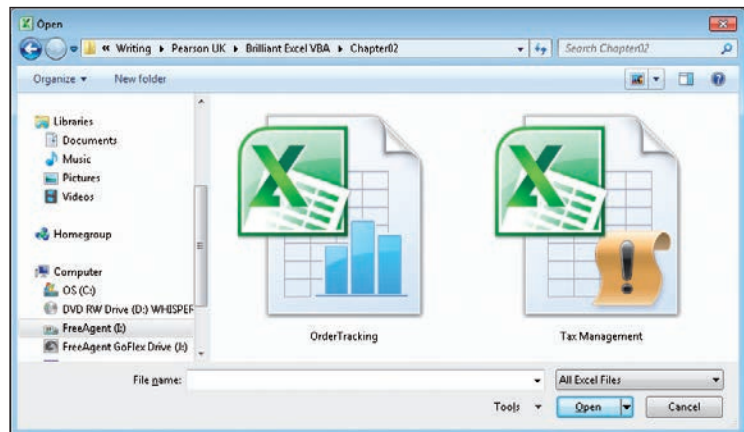 Open
« Writing ▸ Pearson UK ▸ Brilliant Excel VBA ▸ Chapter02
Search Chapter02
Organize
New folder
Libraries
Documents
Music
Pictures
Videos
Homegroup
Computer
OS (C:)
DVD RW Drive (D:) WHISPER
FreeAgent (I:)
FreeAgent GoFlex Drive (J:)
OrderTracking
Tax Management
File name:
All Excel Files
Tools
Open
Cancel